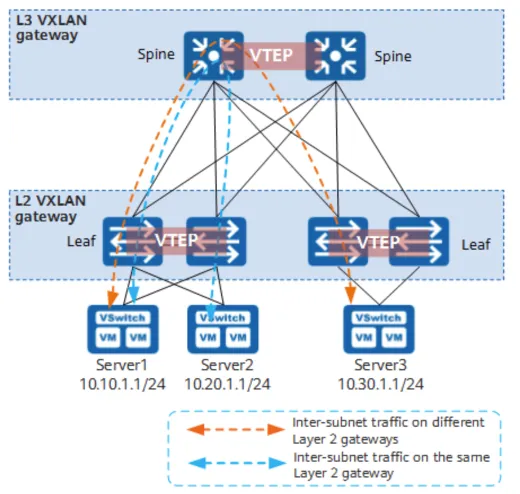 L3 VXLAN
gateway
Spine
VTEP
Spine
L2 VXLAN
gateway
Leaf
VTEP
VTEP
Leaf
VSwitch
VM VM
VSwitch
VM VM
VSwitch
VM VM
Server1
10.10.1.1/24
Server2
10.20.1.1/24
Server3
10.30.1.1/24
Inter-subnet traffic on different
Layer 2 gateways
Inter-subnet traffic on the same
Layer 2 gateway